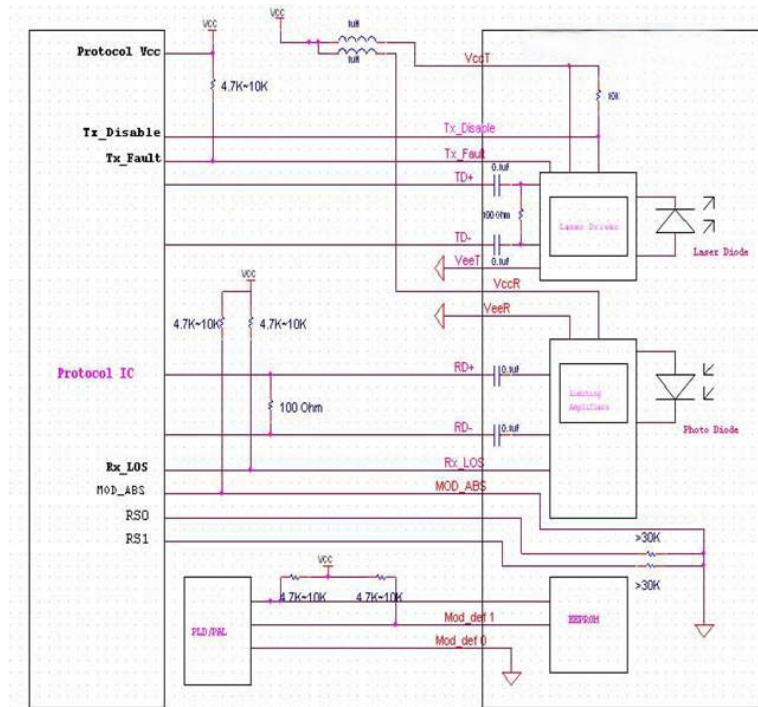 VCC
VCC
1uH
Protocol Vcc
1uH
VccT
4.7K~10K
10K
Tx_Disable
Tx_Disaple
Tx_Fault
Tx_Fault
0.1uF
TD+
100 Ohm
Laser Driver
TD-
0.1uF
Laser Diode
VeeT
VCC
VccR
VeeR
4.7K~10K
4.7K~10K
Protocol IC
RD+
0.1uF
100 Ohm
Limiting
Amplifiers
RD-
0.1uF
Photo Diode
Rx_LOS
Rx_LOS
MOD_ABS
MOD_ABS
RS0
RS1
>30K
VCC
>30K
4.7K~10K
4.7K~10K
PLD/PAL
Mod_def 1
EEPROM
Mod_def 0